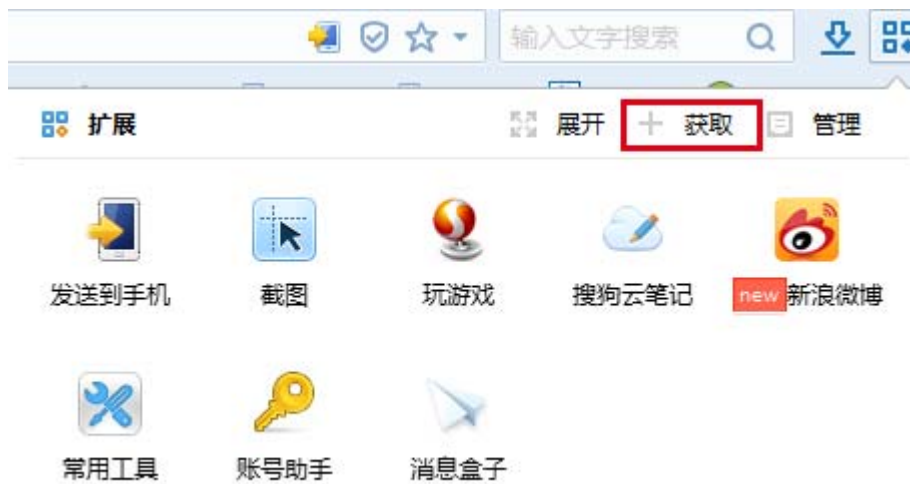 输入文字搜索
扩展 展开 获取 管理
发送到手机 截图 玩游戏 搜狗云笔记 new 新浪微博
常用工具 账号助手 消息盒子